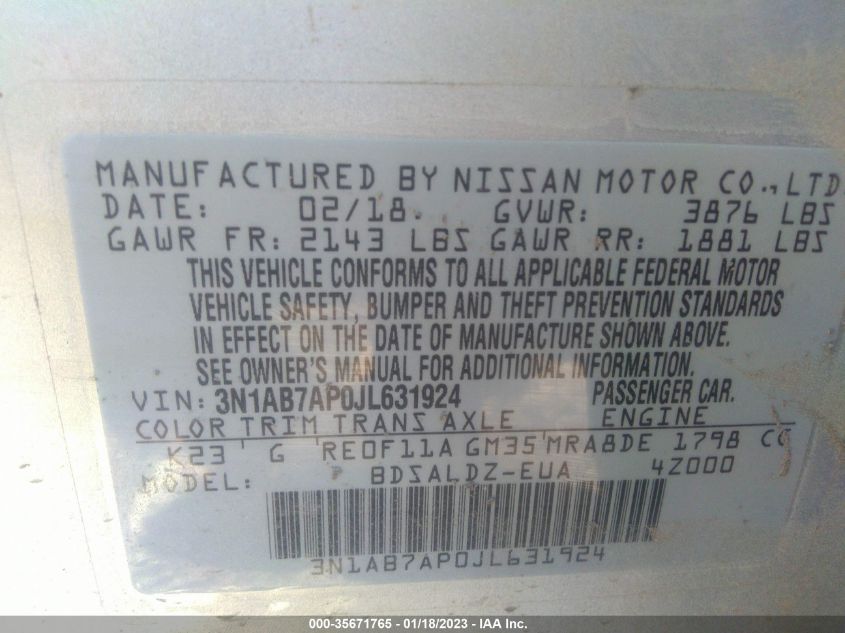 MANUFACTURED BY NISSAN MOTOR CO., LTD
DATE: 02/18 GVWR: 3876 LBS
GAWR FR: 2143 LBS GAWR RR: 1881 LBS
THIS VEHICLE CONFORMS TO ALL APPLICABLE FEDERAL MOTOR
VEHICLE SAFETY, BUMPER AND THEFT PREVENTION STANDARDS
IN EFFECT ON THE DATE OF MANUFACTURE SHOWN ABOVE.
SEE OWNER'S MANUAL FOR ADDITIONAL INFORMATION.
VIN: 3N1AB7AP0JL631924 PASSENGER CAR.
COLOR TRIM TRANS AXLE ENGINE
K23 G RE0F11A GM35 MRA8DE 1798 CC
MODEL: BDSALDZ-EUA 4Z000
3N1AB7AP0JL631924
000-35671765 - 01/18/2023 - IAA Inc.